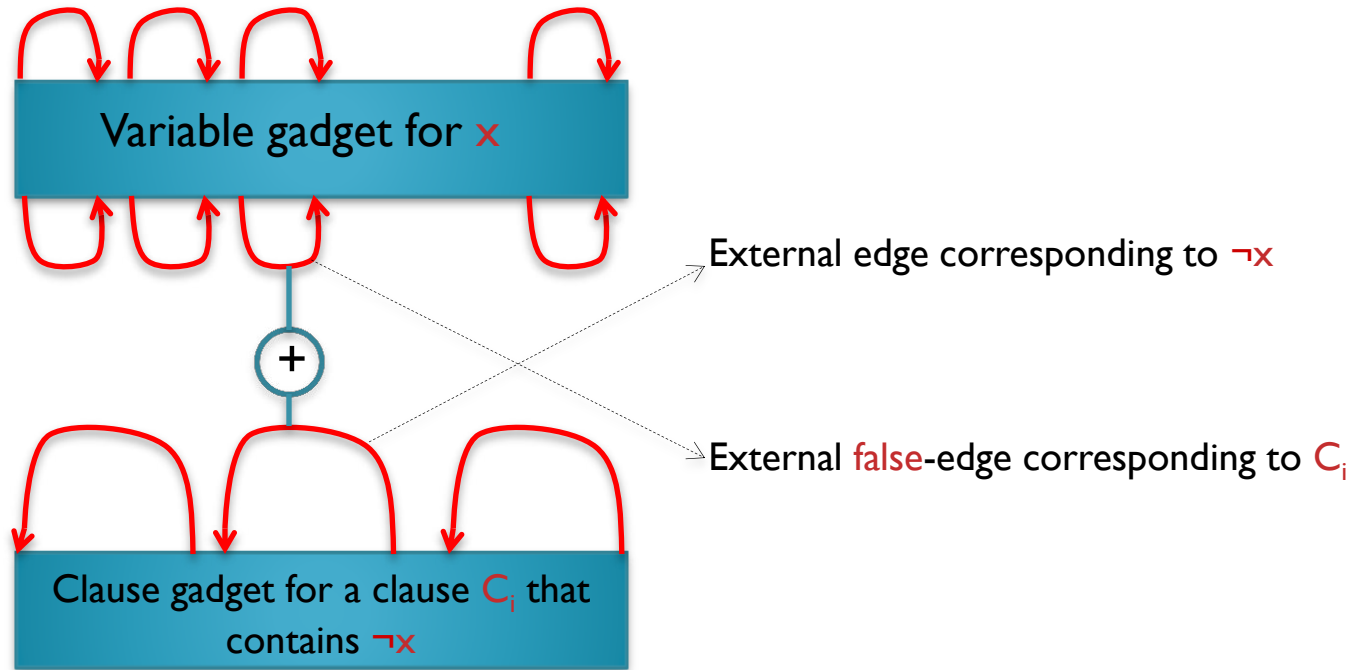 Variable gadget for x
External edge corresponding to ¬x
+
External false-edge corresponding to Cᵢ
Clause gadget for a clause Cᵢ that
contains ¬x